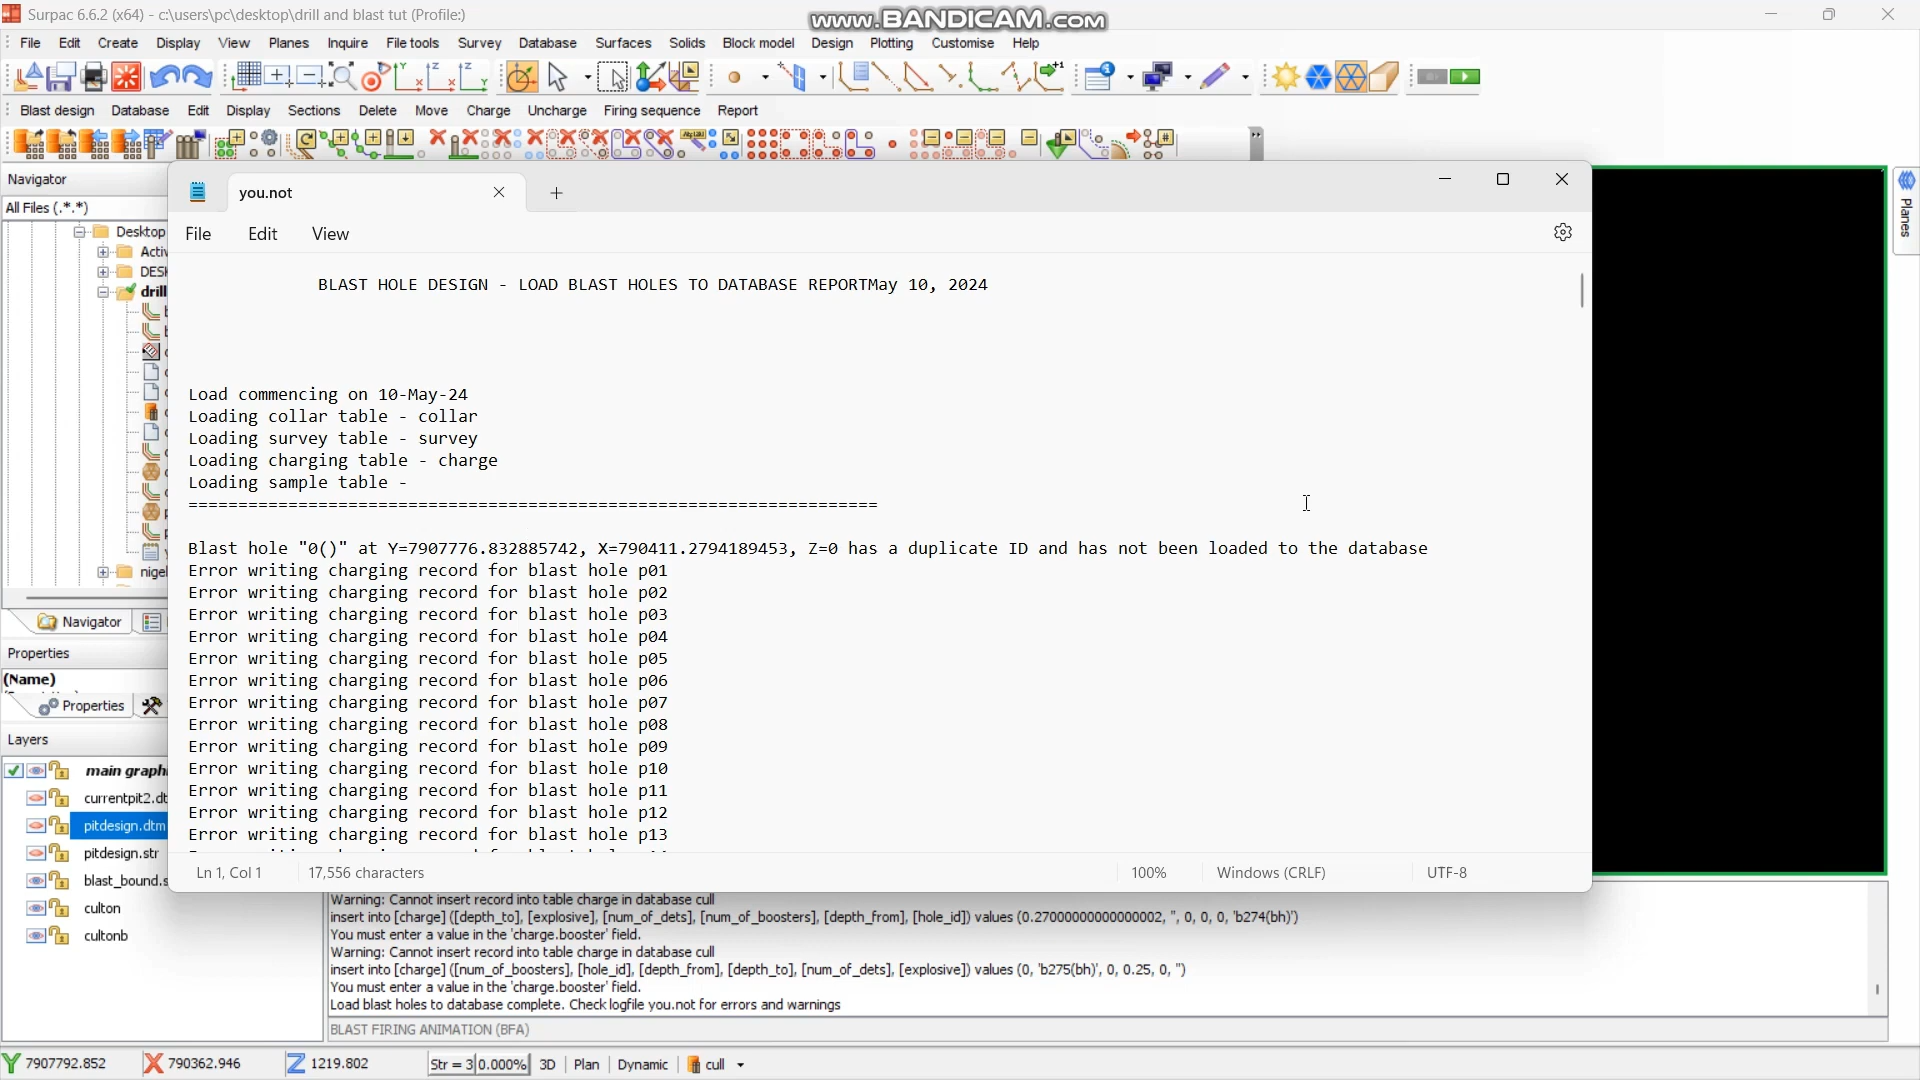 Surpac 6.6.2 (x64) - c:\users\pc\desktop\drill and blast tut (Profile:)
www.BANDICAM.com
File Edit Create Display View Planes Inquire File tools Survey Database Surfaces Solids Block model Design Plotting Customise Help
Blast design Database Edit Display Sections Delete Move Charge Uncharge Firing sequence Report
Navigator
All Files (*.*)
Desktop
Activ
DESK
drill
nigel
Navigator
Properties
(Name)
Properties
Layers
main graph
currentpit2.dt
pitdesign.dtm
pitdesign.str
blast_bound.s
culton
cultonb
Planes
you.not
File Edit View
BLAST HOLE DESIGN - LOAD BLAST HOLES TO DATABASE REPORTMay 10, 2024
Load commencing on 10-May-24
Loading collar table - collar
Loading survey table - survey
Loading charging table - charge
Loading sample table -
=====================================================================
Blast hole "0()" at Y=7907776.832885742, X=790411.2794189453, Z=0 has a duplicate ID and has not been loaded to the database
Error writing charging record for blast hole p01
Error writing charging record for blast hole p02
Error writing charging record for blast hole p03
Error writing charging record for blast hole p04
Error writing charging record for blast hole p05
Error writing charging record for blast hole p06
Error writing charging record for blast hole p07
Error writing charging record for blast hole p08
Error writing charging record for blast hole p09
Error writing charging record for blast hole p10
Error writing charging record for blast hole p11
Error writing charging record for blast hole p12
Error writing charging record for blast hole p13
Ln 1, Col 1 17,556 characters 100% Windows (CRLF) UTF-8
Warning: Cannot insert record into table charge in database cull
insert into [charge] ([depth_to], [explosive], [num_of_dets], [num_of_boosters], [depth_from], [hole_id]) values (0.27000000000000002, '', 0, 0, 0, 'b274(bh)')
You must enter a value in the 'charge.booster' field.
Warning: Cannot insert record into table charge in database cull
insert into [charge] ([num_of_boosters], [hole_id], [depth_from], [depth_to], [num_of_dets], [explosive]) values (0, 'b275(bh)', 0, 0.25, 0, '')
You must enter a value in the 'charge.booster' field.
Load blast holes to database complete. Check logfile you.not for errors and warnings
BLAST FIRING ANIMATION (BFA)
Y 7907792.852 X 790362.946 Z 1219.802 Str = 3 0.000% 3D Plan Dynamic cull